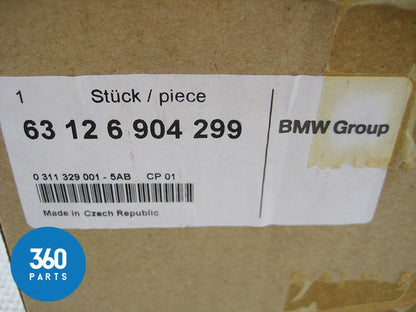 1 Stück / piece
63 12 6 904 299
BMW Group
0 311 329 001 - 5AB CP 01
Made in Czech Republic
360
PARTS